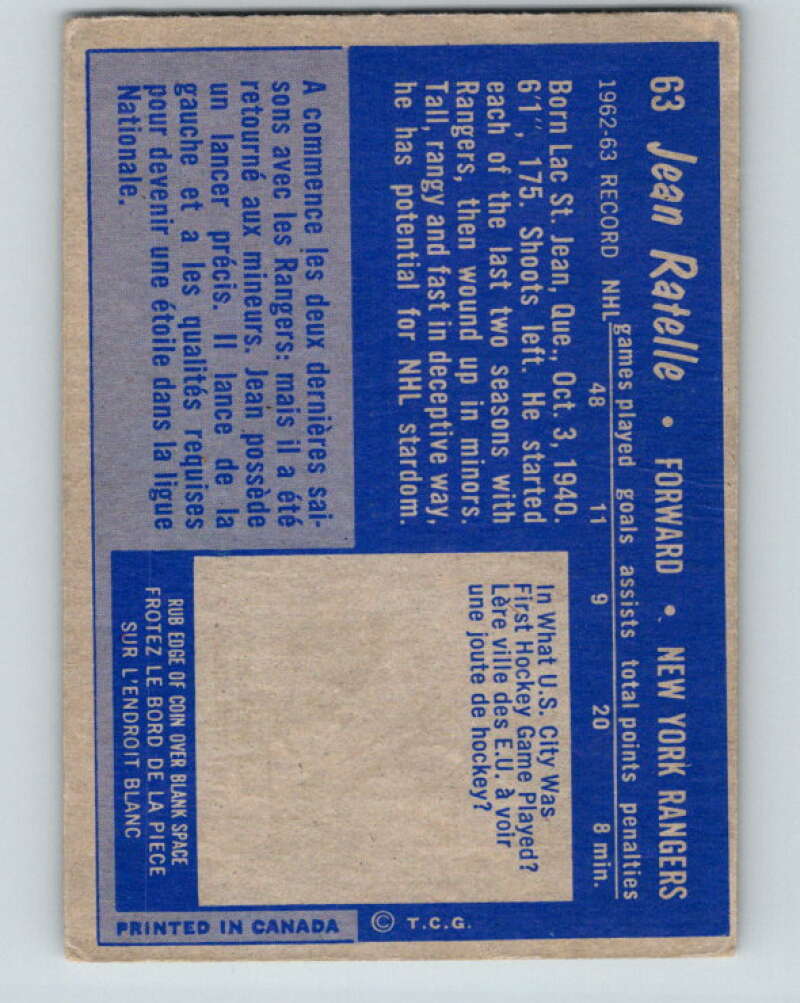 63 Jean Ratelle • FORWARD • NEW YORK RANGERS
games played goals assists total points penalties
1962-63 RECORD NHL 48 11 9 20 8 min.
Born Lac St. Jean, Que., Oct. 3, 1940.
6'1", 175. Shoots left. He started
each of the last two seasons with
Rangers, then wound up in minors.
Tall, rangy and fast in deceptive way,
he has potential for NHL stardom.
A commence les deux dernières sai-
sons avec les Rangers: mais il a été
retourné aux mineurs. Jean possède
un lancer précis. Il lance de la
gauche et a les qualités requises
pour devenir une étoile dans la ligue
Nationale.
In What U.S. City Was
First Hockey Game Played?
Lère ville des E.U. à voir
une joute de hockey?
RUB EDGE OF COIN OVER BLANK SPACE
FROTEZ LE BORD DE LA PIECE
SUR L'ENDROIT BLANC
© T.C.G.
PRINTED IN CANADA